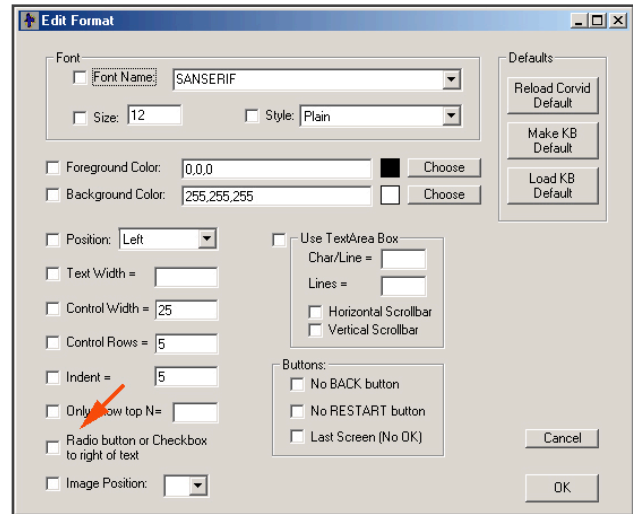 Edit Format
Font
Font Name: SANSERIF
Size: 12 Style: Plain
Defaults
Reload Corvid
Default
Make KB
Default
Load KB
Default
Foreground Color: 0,0,0 Choose
Background Color: 255,255,255 Choose
Position: Left
Text Width =
Control Width = 25
Control Rows = 5
Indent = 5
Only ow top N=
Radio button or Checkbox
to right of text
Image Position:
Use TextArea Box
Char/Line =
Lines =
Horizontal Scrollbar
Vertical Scrollbar
Buttons:
No BACK button
No RESTART button
Last Screen (No OK)
Cancel
OK